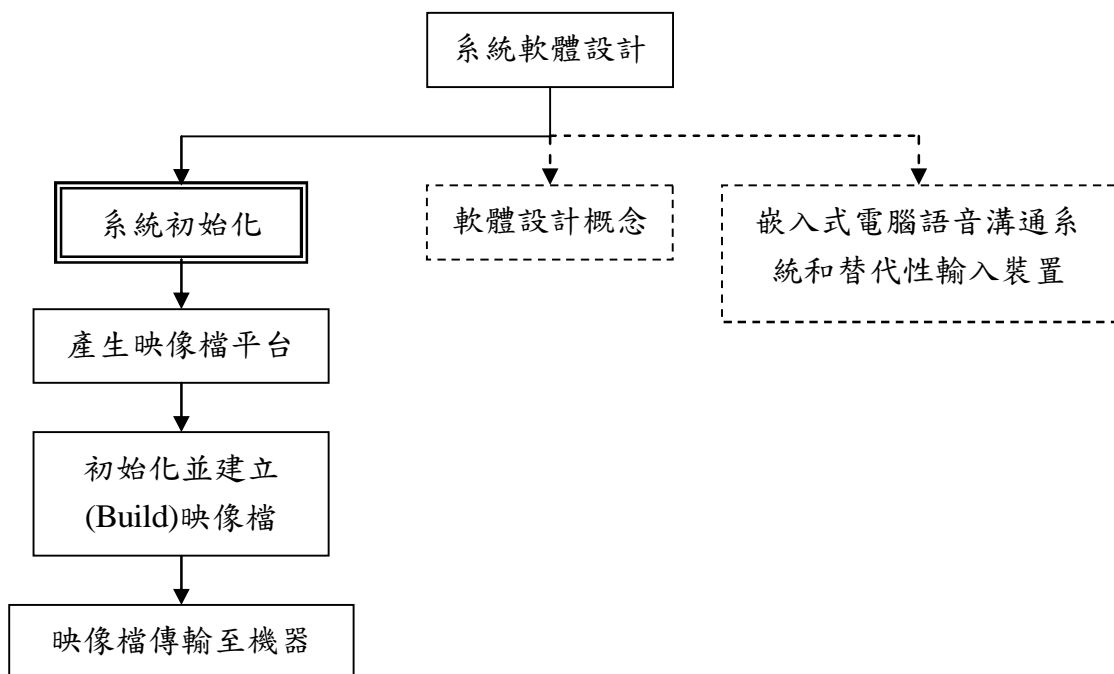 系統軟體設計
系統初始化
軟體設計概念
嵌入式電腦語音溝通系
統和替代性輸入裝置
產生映像檔平台
初始化並建立
(Build)映像檔
映像檔傳輸至機器